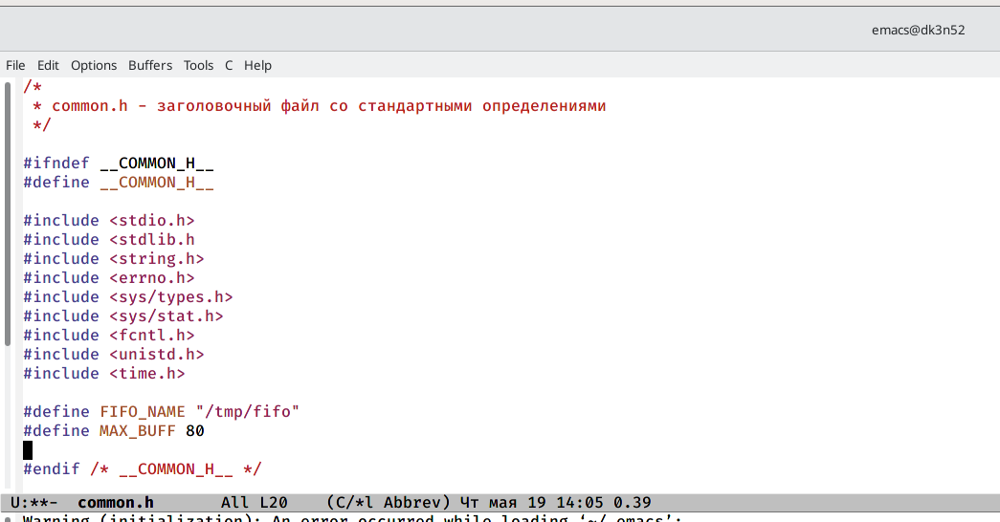 emacs@dk3n52
File Edit Options Buffers Tools C Help
/*
 * common.h - заголовочный файл со стандартными определениями
 */
#ifndef __COMMON_H__
#define __COMMON_H__
#include <stdio.h>
#include <stdlib.h
#include <string.h>
#include <errno.h>
#include <sys/types.h>
#include <sys/stat.h>
#include <fcntl.h>
#include <unistd.h>
#include <time.h>
#define FIFO_NAME "/tmp/fifo"
#define MAX_BUFF 80
#endif /* __COMMON_H__ */
U:**- common.h All L20 (C/*l Abbrev) Чт мая 19 14:05 0.39
Warning (initialization): An error occurred while loading ‘~/.emacs’: